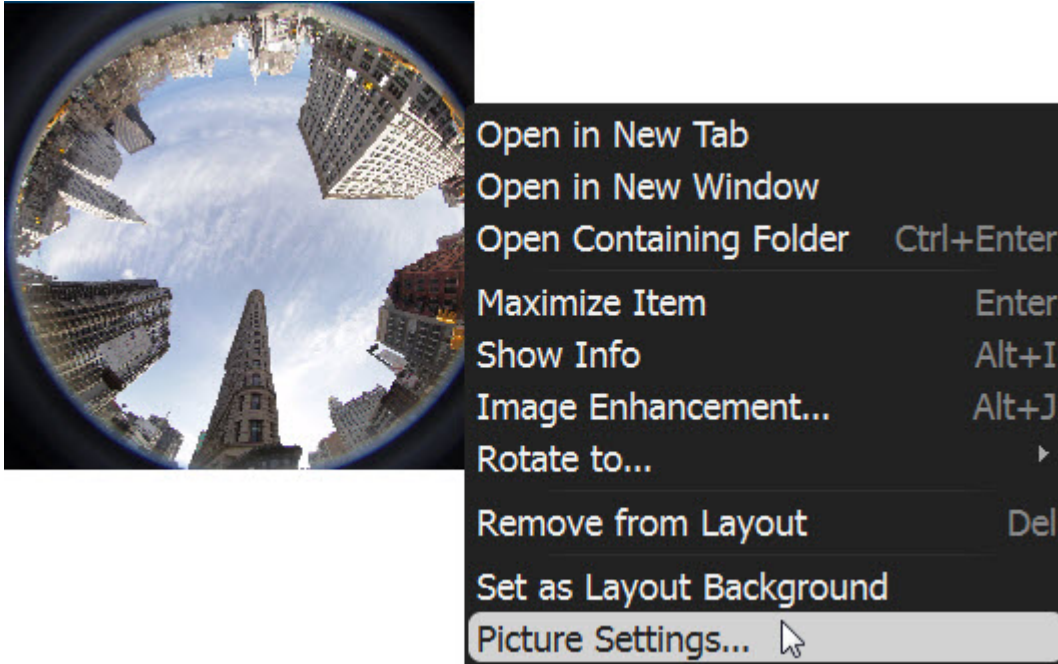 Open in New Tab
Open in New Window
Open Containing Folder Ctrl+Enter
Maximize Item Enter
Show Info Alt+I
Image Enhancement... Alt+J
Rotate to...
Remove from Layout Del
Set as Layout Background
Picture Settings...